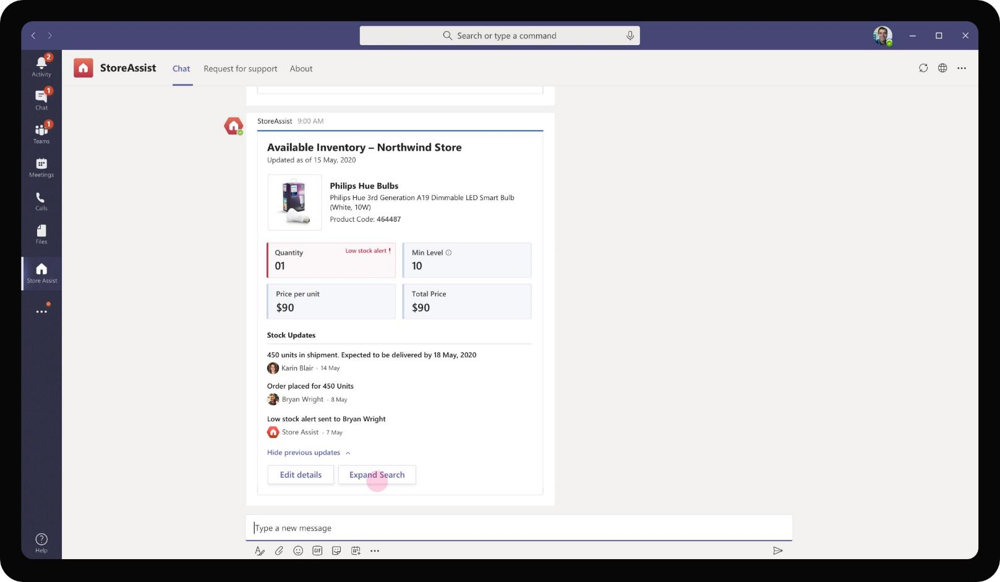 Search or type a command
2
Activity
1
Chat
1
Teams
Meetings
Calls
Files
Store Assist
Help
StoreAssist
Chat
Request for support
About
StoreAssist 9:00 AM
Available Inventory – Northwind Store
Updated as of 15 May, 2020
Philips Hue Bulbs
Philips Hue 3rd Generation A19 Dimmable LED Smart Bulb
(White, 10W)
Product Code: 464487
Quantity
Low stock alert !
01
Min Level
10
Price per unit
$90
Total Price
$90
Stock Updates
450 units in shipment. Expected to be delivered by 18 May, 2020
Karin Blair • 14 May
Order placed for 450 Units
Bryan Wright • 8 May
Low stock alert sent to Bryan Wright
Store Assist • 7 May
Hide previous updates
Edit details
Expand Search
Type a new message
GIF